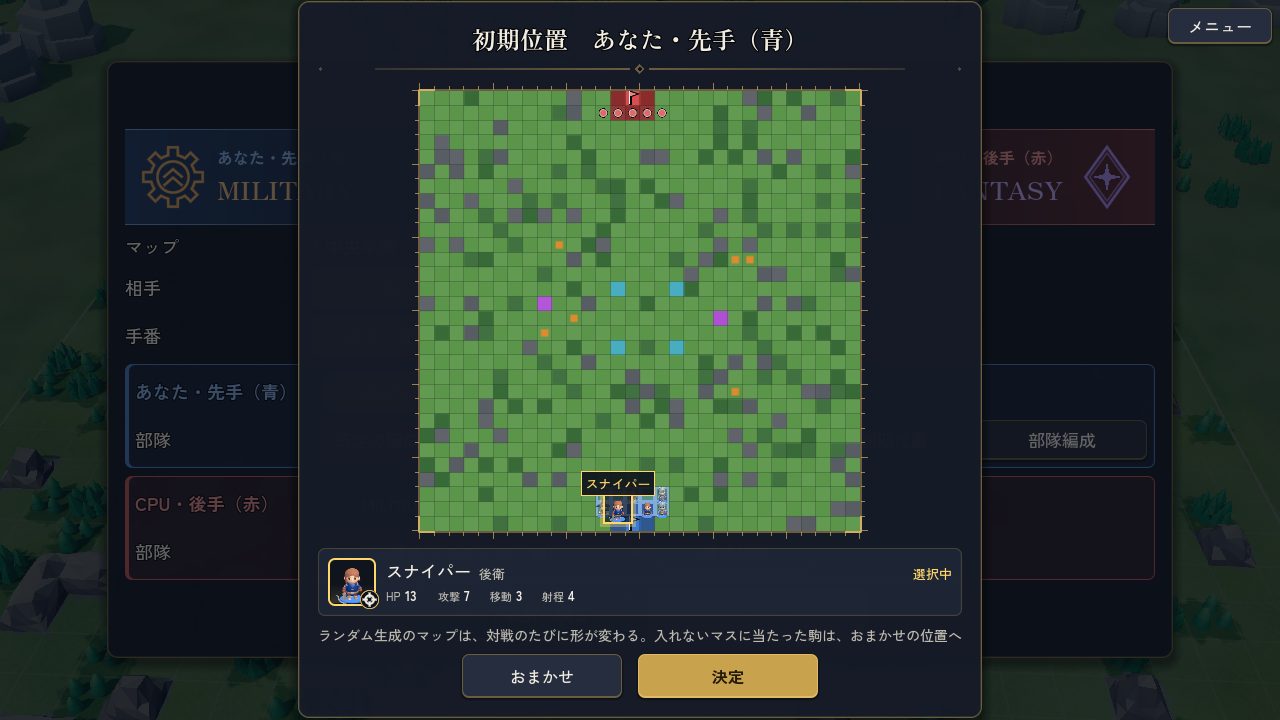 初期位置 あなた・先手（青）
メニュー
あなた・先
MILIT
後手（赤）
NTASY
マップ
相手
手番
あなた・先手（青）
部隊
部隊編成
CPU・後手（赤）
部隊
スナイパー
スナイパー 後衛
選択中
HP 13 攻撃 7 移動 3 射程 4
ランダム生成のマップは、対戦のたびに形が変わる。入れないマスに当たった駒は、おまかせの位置へ
おまかせ
決定